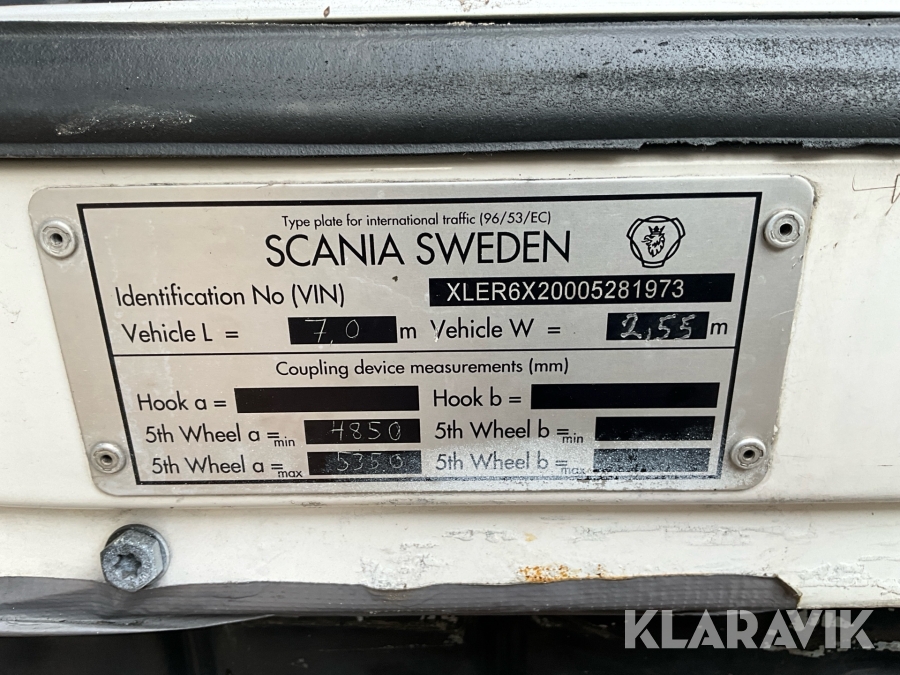 Type plate for international traffic (96/53/EC)
SCANIA SWEDEN
Identification No (VIN) XLER6X20005281973
Vehicle L = 7,0 m Vehicle W = 2,55 m
Coupling device measurements (mm)
Hook a = Hook b =
5th Wheel a =min 4850 5th Wheel b =min
5th Wheel a =max 5350 5th Wheel b =max
KLARAVIK